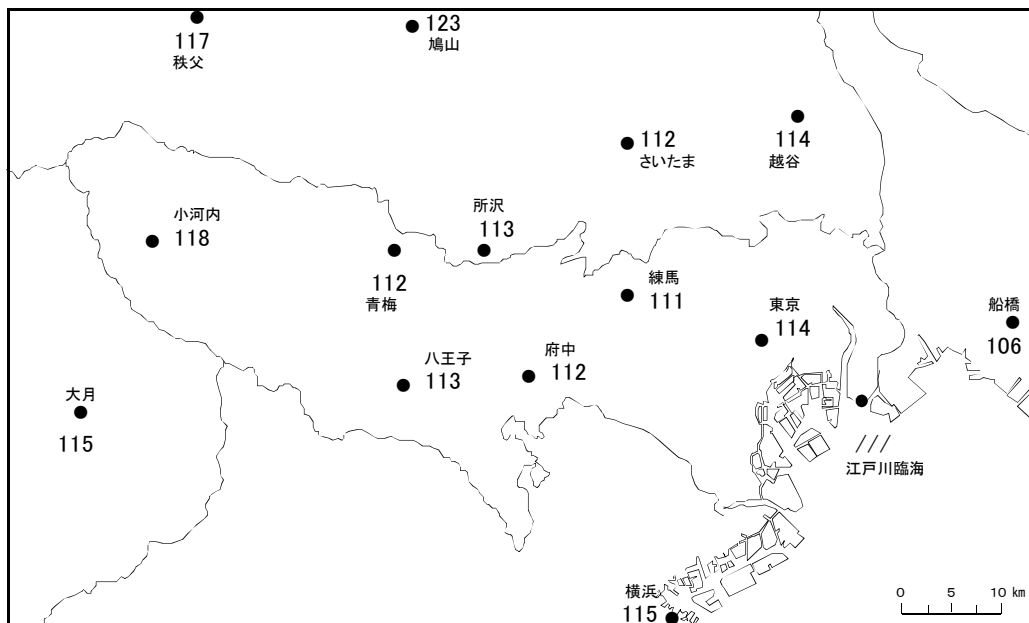 117
秩父
123
鳩山
112
さいたま
114
越谷
小河内
118
所沢
113
112
青梅
練馬
111
東京
114
船橋
106
八王子
113
府中
112
大月
115
///
江戸川臨海
横浜
115
0 5 10 km